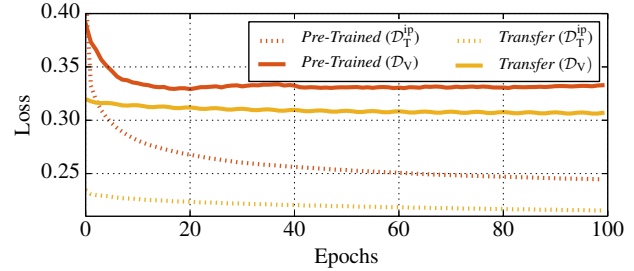 0.40
Pre-Trained (𝒟_T^ip) Transfer (𝒟_T^ip)
Pre-Trained (𝒟_V) Transfer (𝒟_V)
0.35
0.30
0.25
Loss
0 20 40 60 80 100
Epochs